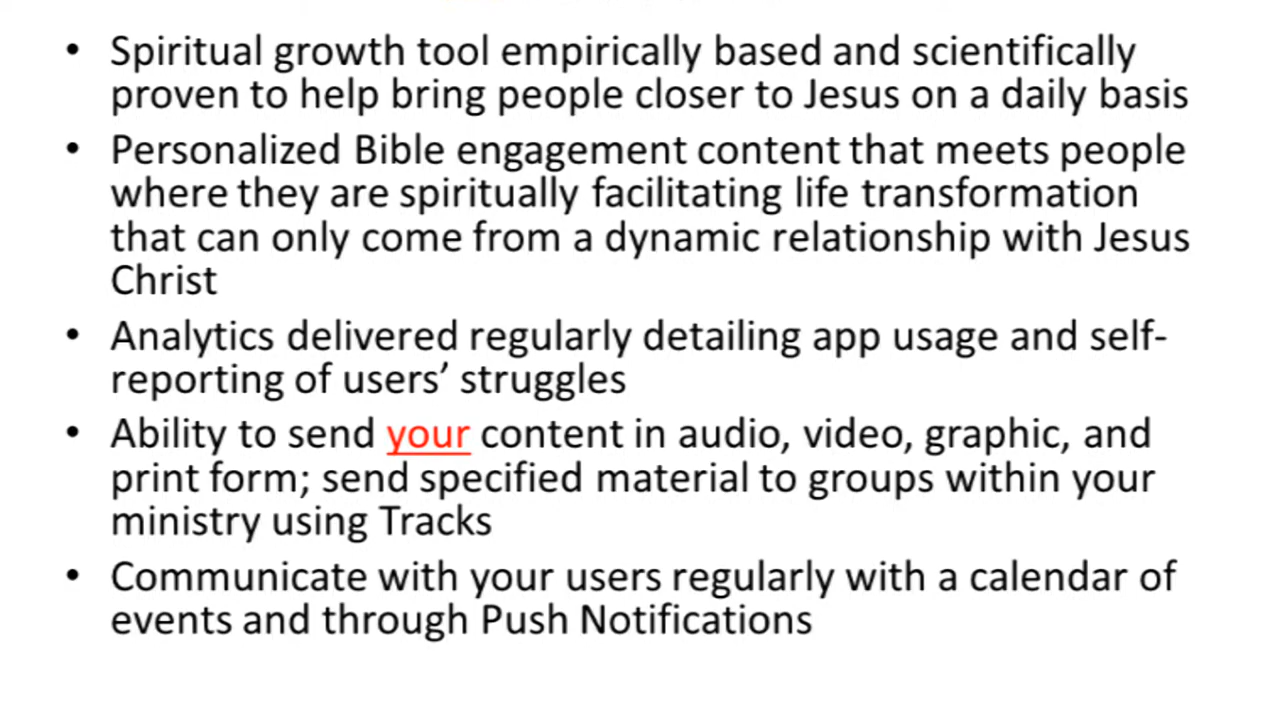 • Spiritual growth tool empirically based and scientifically
proven to help bring people closer to Jesus on a daily basis
• Personalized Bible engagement content that meets people
where they are spiritually facilitating life transformation
that can only come from a dynamic relationship with Jesus
Christ
• Analytics delivered regularly detailing app usage and self-
reporting of users’ struggles
• Ability to send your content in audio, video, graphic, and
print form; send specified material to groups within your
ministry using Tracks
• Communicate with your users regularly with a calendar of
events and through Push Notifications